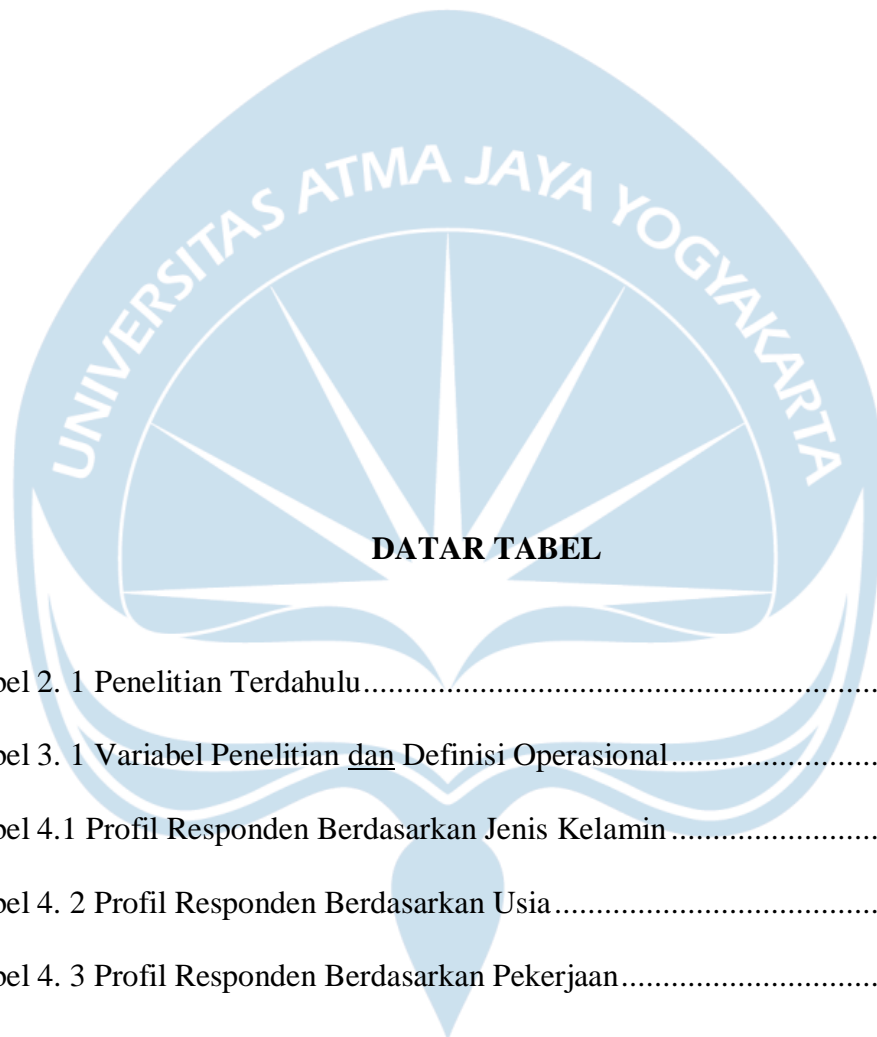 UNIVERSITAS ATMA JAYA YOGYAKARTA
DATAR TABEL
bel 2. 1 Penelitian Terdahulu
bel 3. 1 Variabel Penelitian dan Definisi Operasional
bel 4.1 Profil Responden Berdasarkan Jenis Kelamin
bel 4. 2 Profil Responden Berdasarkan Usia
bel 4. 3 Profil Responden Berdasarkan Pekerjaan